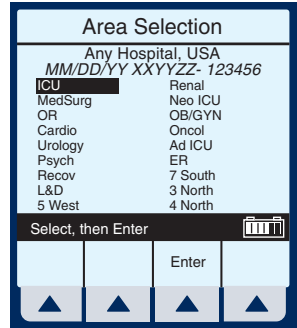 Area Selection
Any Hospital, USA
MM/DD/YY XXYYZZ- 123456
ICU Renal
MedSurg Neo ICU
OR OB/GYN
Cardio Oncol
Urology Ad ICU
Psych ER
Recov 7 South
L&D 3 North
5 West 4 North
Select, then Enter
Enter